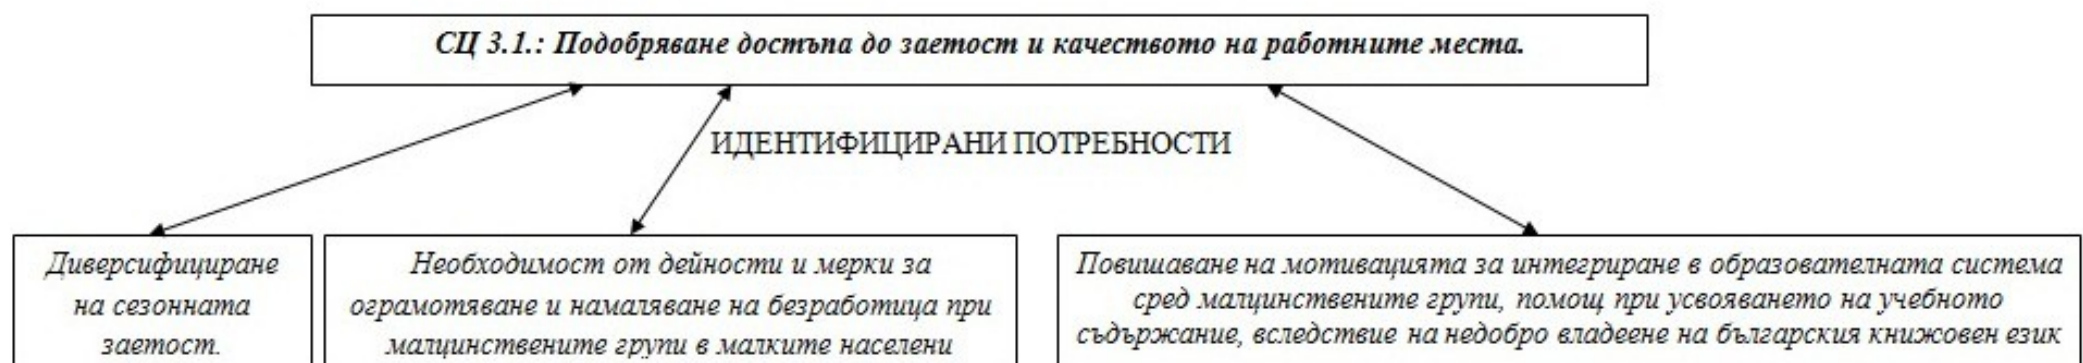 СЦ 3.1.: Подобряване достъпа до заетост и качеството на работните места.
ИДЕНТИФИЦИРАНИ ПОТРЕБНОСТИ
Диверсифициране
на сезонната
заетост.
Необходимост от дейности и мерки за
ограмотяване и намаляване на безработица при
малцинствените групи в малките населени
Повишаване на мотивацията за интегриране в образователната система
сред малцинствените групи, помощ при усвояването на учебното
съдържание, вследствие на недобро владеене на българския книжовен език